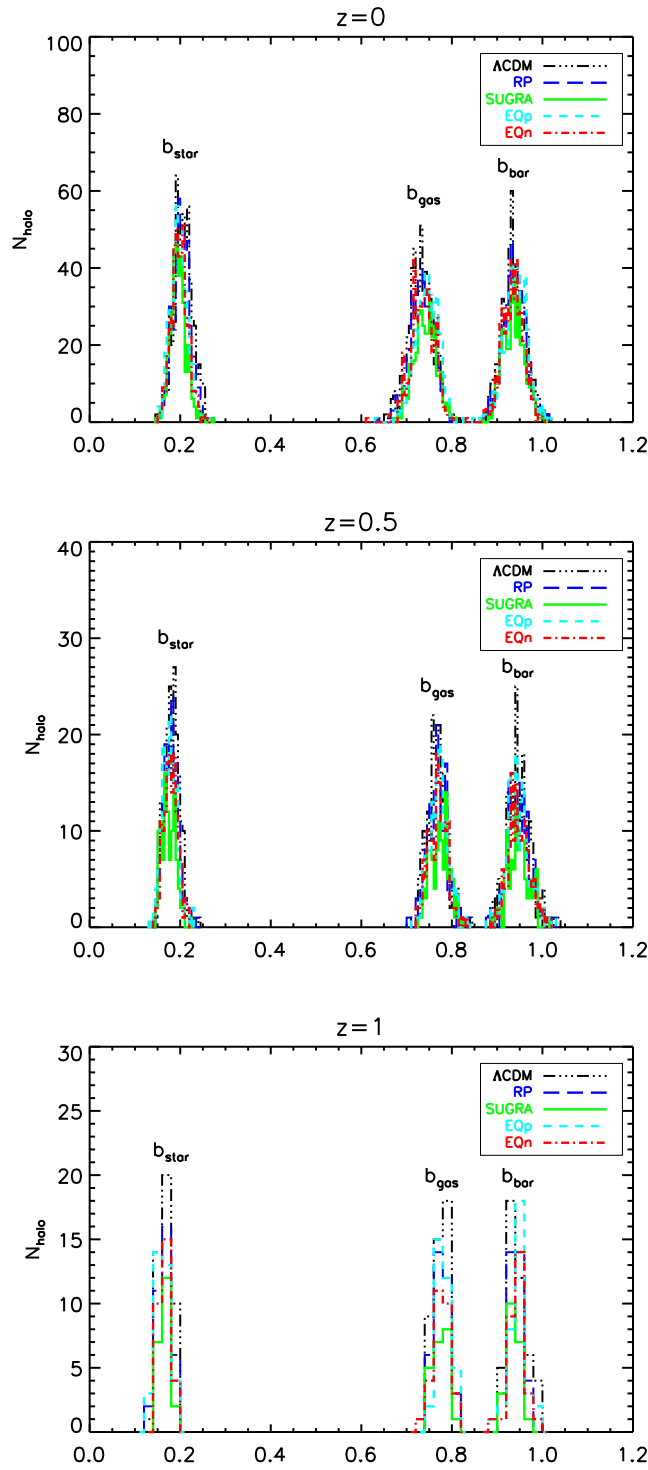 z=0
100
80
60
40
20
0
N_halo
ΛCDM
RP
SUGRA
EQp
EQn
b_star
b_gas
b_bar
0.0 0.2 0.4 0.6 0.8 1.0 1.2
z=0.5
40
30
20
10
0
N_halo
ΛCDM
RP
SUGRA
EQp
EQn
b_star
b_gas
b_bar
0.0 0.2 0.4 0.6 0.8 1.0 1.2
z=1
30
25
20
15
10
5
0
N_halo
ΛCDM
RP
SUGRA
EQp
EQn
b_star
b_gas
b_bar
0.0 0.2 0.4 0.6 0.8 1.0 1.2